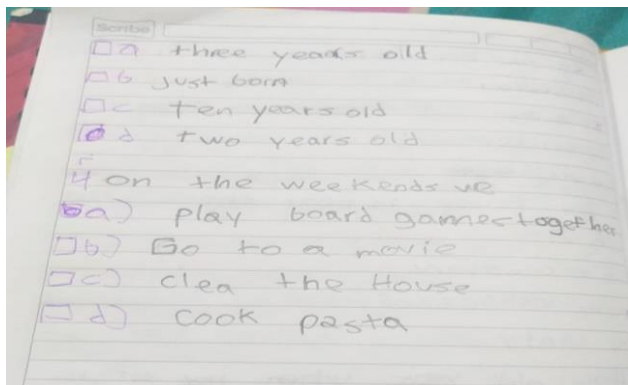 Scribe
a three years old
b just born
c ten years old
d two years old
4 on the weekends we
a) play board games together
b) Go to a movie
c) clea the House
d) cook pasta